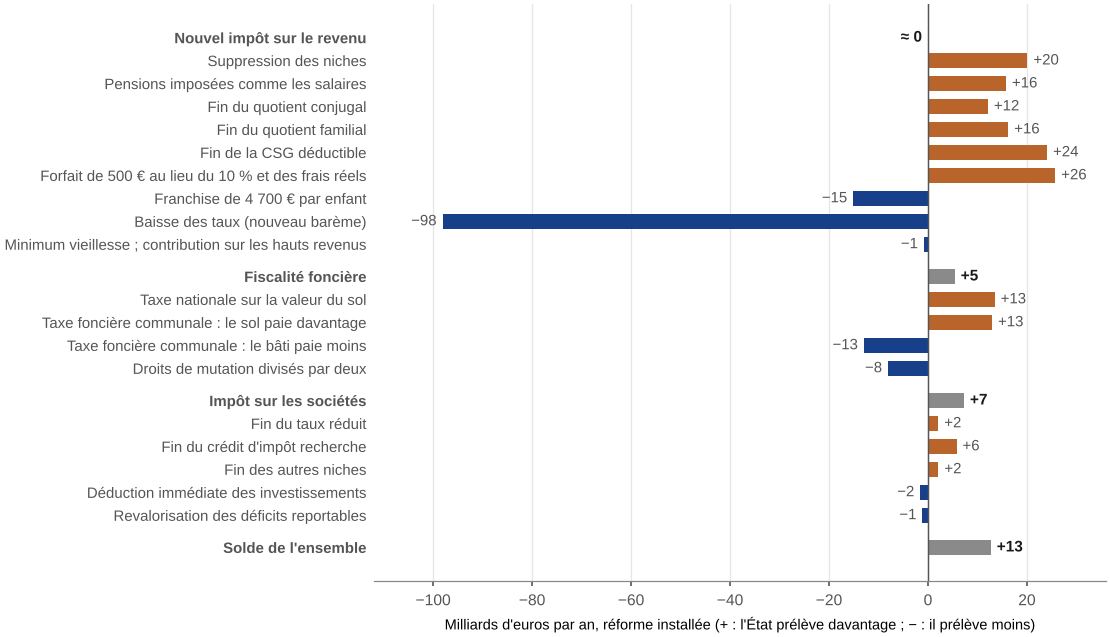 Nouvel impôt sur le revenu ≈ 0
Suppression des niches +20
Pensions imposées comme les salaires +16
Fin du quotient conjugal +12
Fin du quotient familial +16
Fin de la CSG déductible +24
Forfait de 500 € au lieu du 10 % et des frais réels +26
Franchise de 4 700 € par enfant −15
Baisse des taux (nouveau barème) −98
Minimum vieillesse ; contribution sur les hauts revenus −1
Fiscalité foncière +5
Taxe nationale sur la valeur du sol +13
Taxe foncière communale : le sol paie davantage +13
Taxe foncière communale : le bâti paie moins −13
Droits de mutation divisés par deux −8
Impôt sur les sociétés +7
Fin du taux réduit +2
Fin du crédit d'impôt recherche +6
Fin des autres niches +2
Déduction immédiate des investissements −2
Revalorisation des déficits reportables −1
Solde de l'ensemble +13
−100 −80 −60 −40 −20 0 20
Milliards d'euros par an, réforme installée (+ : l'État prélève davantage ; − : il prélève moins)